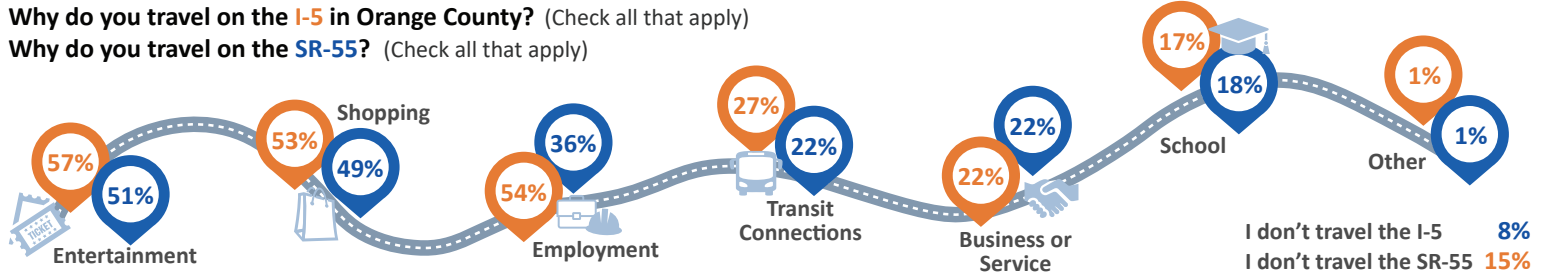 Why do you travel on the I-5 in Orange County? (Check all that apply)
Why do you travel on the SR-55? (Check all that apply)
57%
51%
TICKET
Entertainment
53%
Shopping
49%
54%
36%
Employment
27%
22%
Transit
Connections
22%
22%
Business or
Service
17%
18%
School
1%
1%
Other
I don't travel the I-5 8%
I don't travel the SR-55 15%